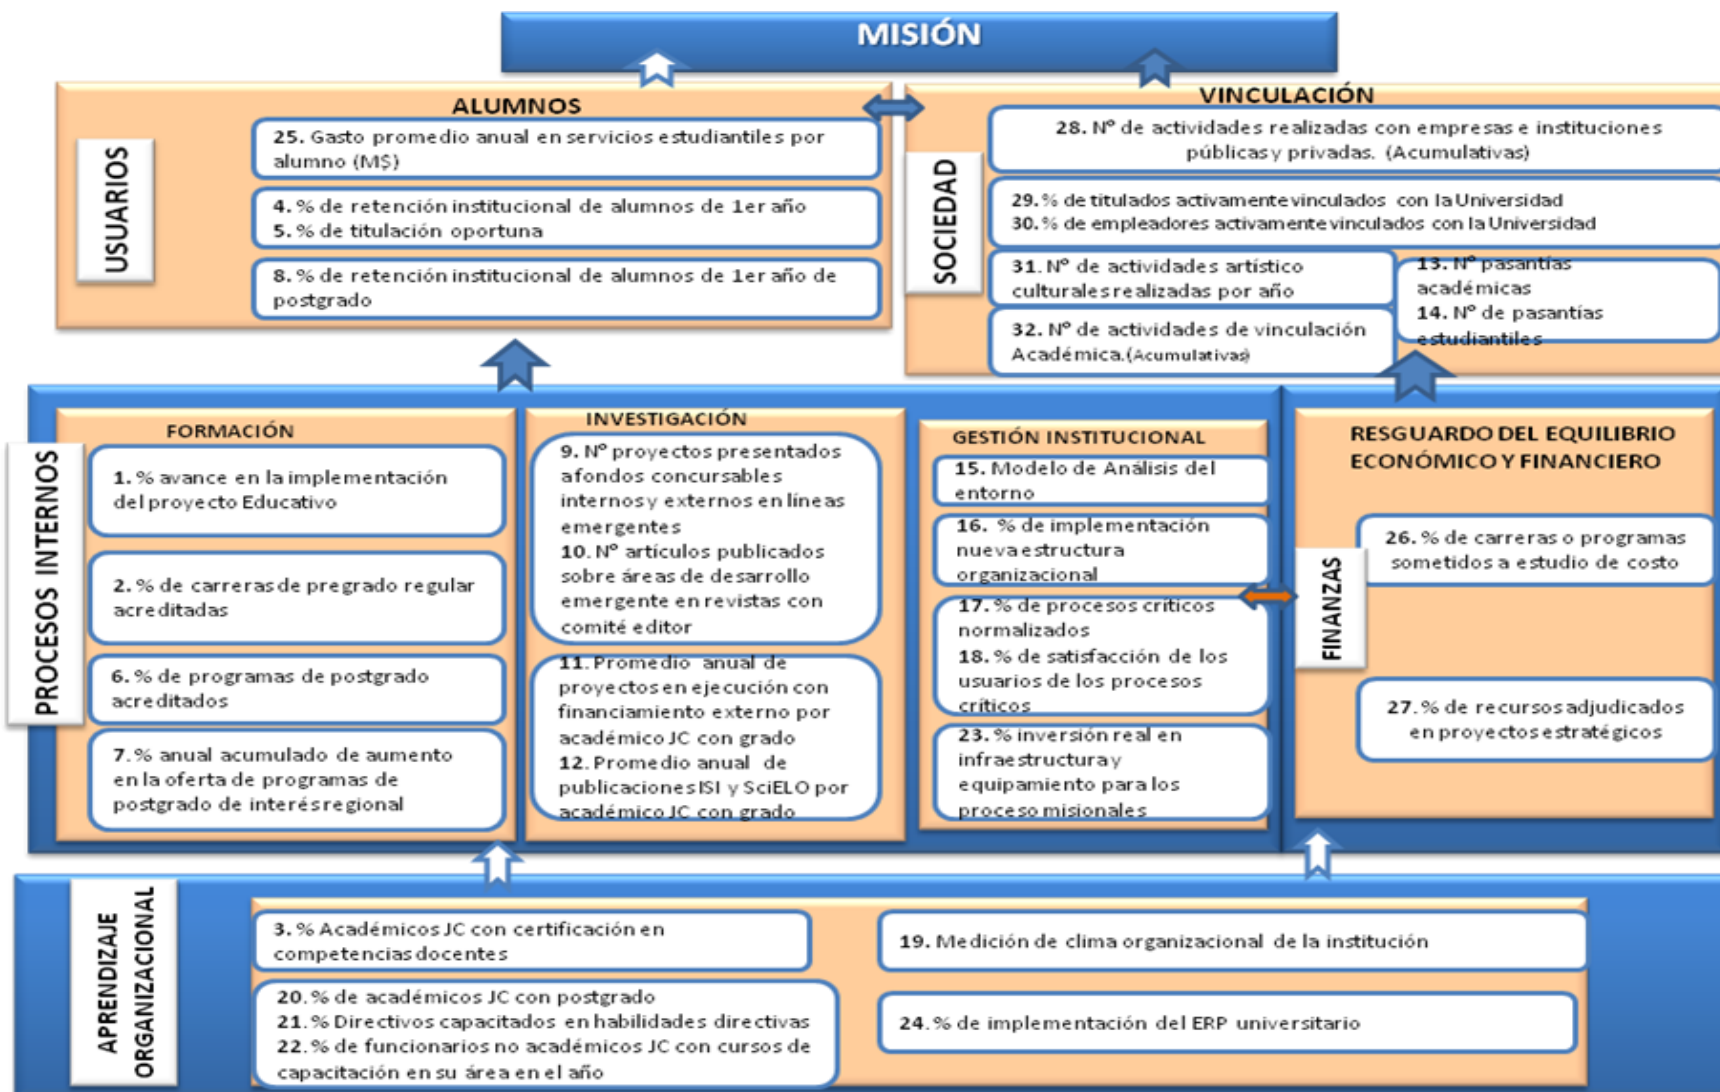 MISIÓN
ALUMNOS
USUARIOS
25. Gasto promedio anual en servicios estudiantiles por
alumno (M$)
4. % de retención institucional de alumnos de 1er año
5. % de titulación oportuna
8. % de retención institucional de alumnos de 1er año de
postgrado
VINCULACIÓN
SOCIEDAD
28. Nº de actividades realizadas con empresas e instituciones
públicas y privadas. (Acumulativas)
29. % de titulados activamente vinculados con la Universidad
30. % de empleadores activamente vinculados con la Universidad
31. Nº de actividades artístico
culturales realizadas por año
32. Nº de actividades de vinculación
Académica.(Acumulativas)
13. Nº pasantías
académicas
14. Nº de pasantías
estudiantiles
PROCESOS INTERNOS
FORMACIÓN
1. % avance en la implementación
del proyecto Educativo
2. % de carreras de pregrado regular
acreditadas
6. % de programas de postgrado
acreditados
7. % anual acumulado de aumento
en la oferta de programas de
postgrado de interés regional
INVESTIGACIÓN
9. Nº proyectos presentados
a fondos concursables
internos y externos en líneas
emergentes
10. Nº artículos publicados
sobre áreas de desarrollo
emergente en revistas con
comité editor
11. Promedio anual de
proyectos en ejecución con
financiamiento externo por
académico JC con grado
12. Promedio anual de
publicaciones ISI y SciELO por
académico JC con grado
GESTIÓN INSTITUCIONAL
15. Modelo de Análisis del
entorno
16. % de implementación
nueva estructura
organizacional
17. % de procesos críticos
normalizados
18. % de satisfacción de los
usuarios de los procesos
críticos
23. % inversión real en
infraestructura y
equipamiento para los
proceso misionales
FINANZAS
RESGUARDO DEL EQUILIBRIO
ECONÓMICO Y FINANCIERO
26. % de carreras o programas
sometidos a estudio de costo
27. % de recursos adjudicados
en proyectos estratégicos
APRENDIZAJE
ORGANIZACIONAL
3. % Académicos JC con certificación en
competencias docentes
20. % de académicos JC con postgrado
21. % Directivos capacitados en habilidades directivas
22. % de funcionarios no académicos JC con cursos de
capacitación en su área en el año
19. Medición de clima organizacional de la institución
24. % de implementación del ERP universitario